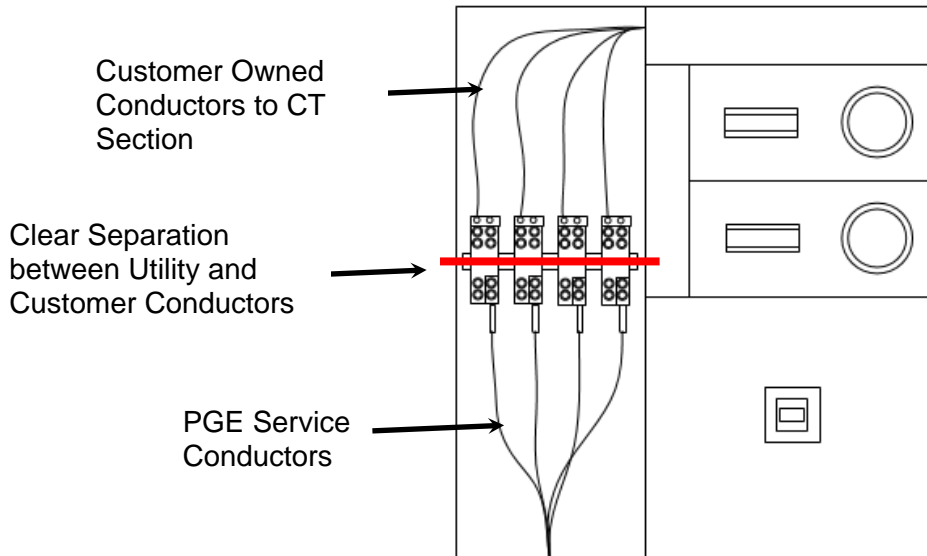 Customer Owned
Conductors to CT
Section
Clear Separation
between Utility and
Customer Conductors
PGE Service
Conductors